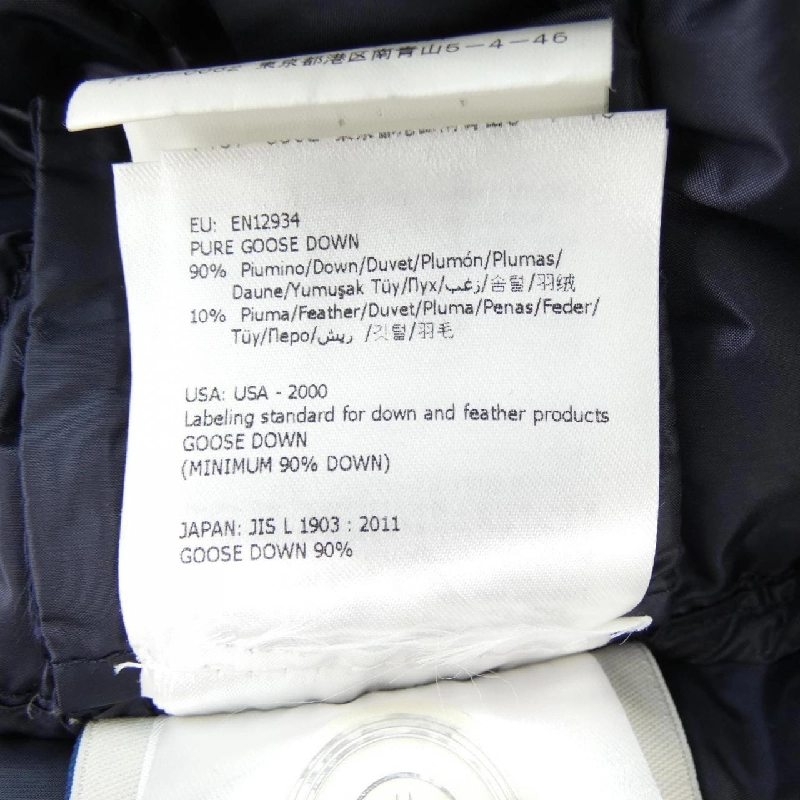 東京都港区南青山5-4-46
EU: EN12934
PURE GOOSE DOWN
90% Piumino/Down/Duvet/Plumón/Plumas/
Daune/Yumuşak Tüy/Пух/زغب/솜털/羽绒
10% Piuma/Feather/Duvet/Pluma/Penas/Feder/
Tüy/Перо/ريش /깃털/羽毛
USA: USA - 2000
Labeling standard for down and feather products
GOOSE DOWN
(MINIMUM 90% DOWN)
JAPAN: JIS L 1903 : 2011
GOOSE DOWN 90%